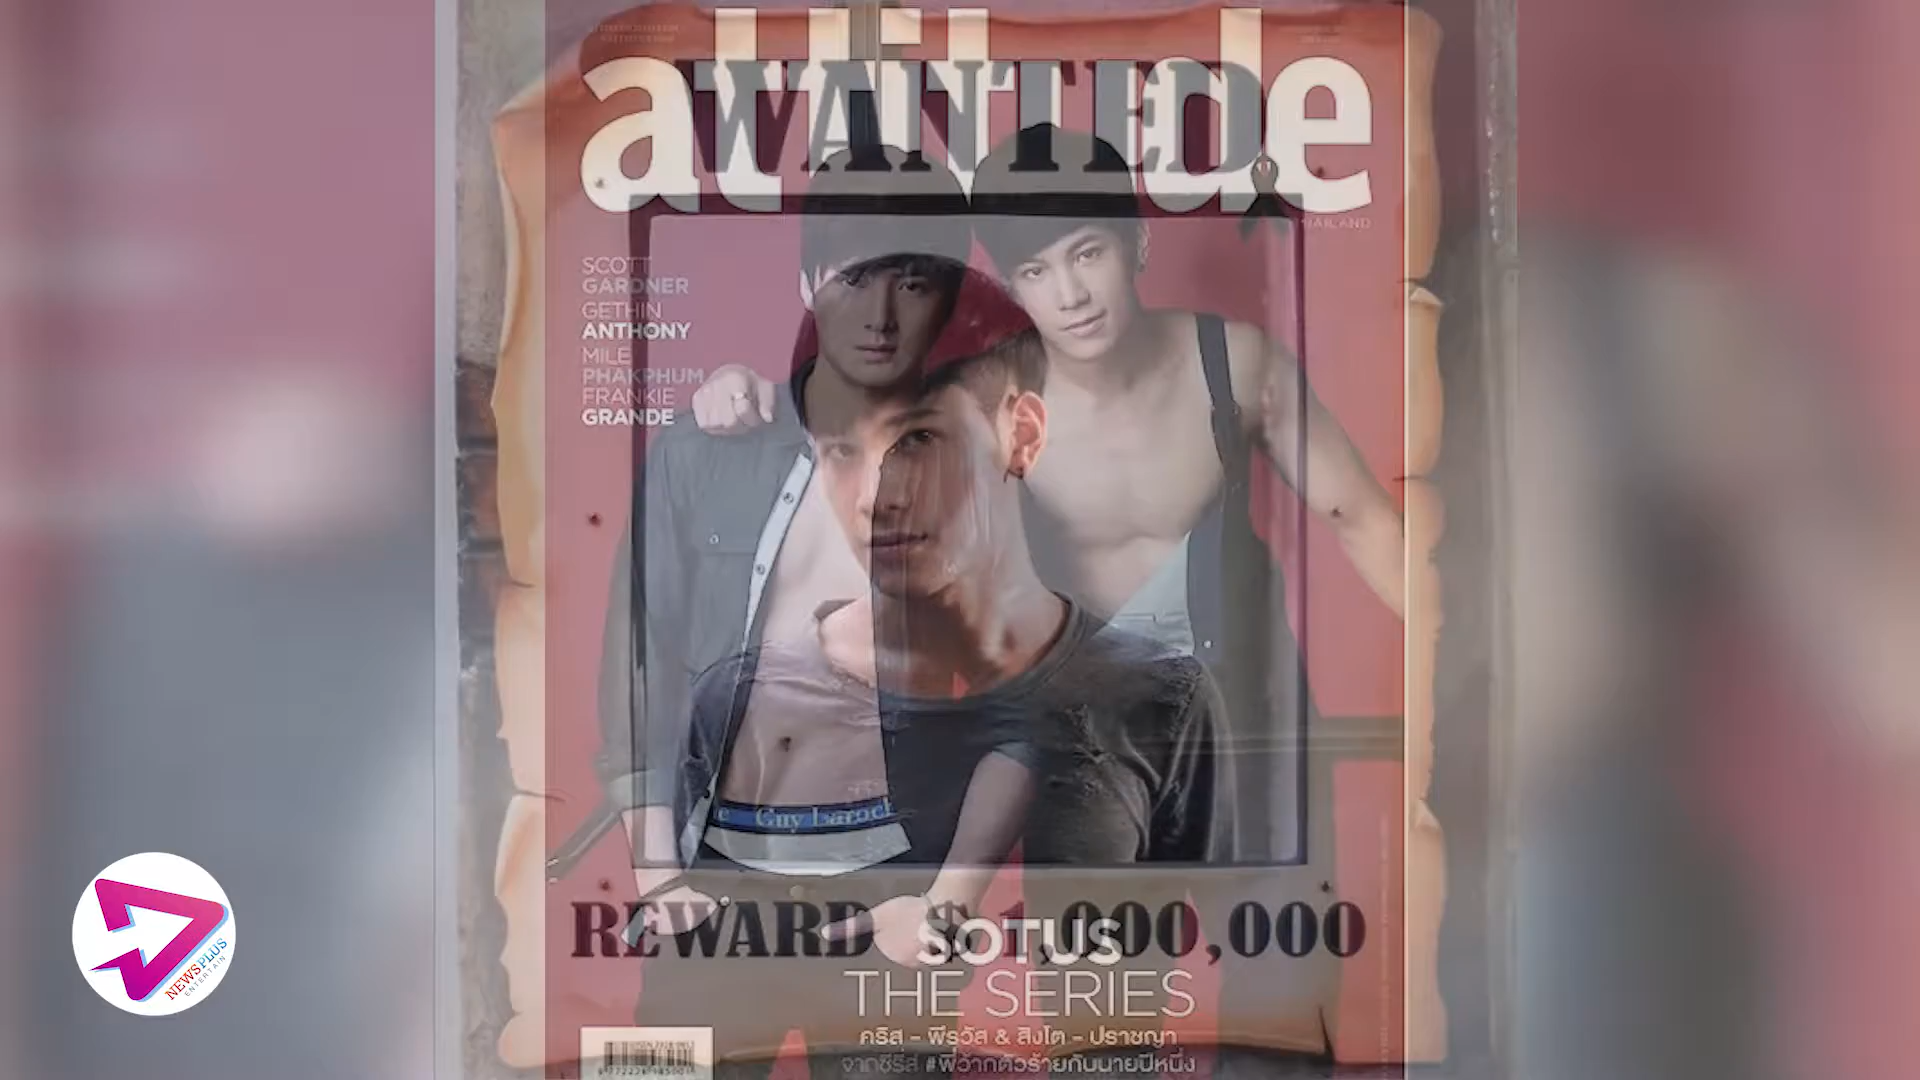 attitude
WANTED
THAILAND
SCOTT
GARDNER
GETHIN
ANTHONY
MILE
PHAKPHUM
FRANKIE
GRANDE
Guy Laroch
REWARD $ 1,000,000
SOTUS
THE SERIES
คริส - พีรวัส & สิงโต - ปราชญา
จากซีรีส์ #พี่ว้ากตัวร้ายกับนายปีหนึ่ง
NEWSPLUS
ENTERTAIN